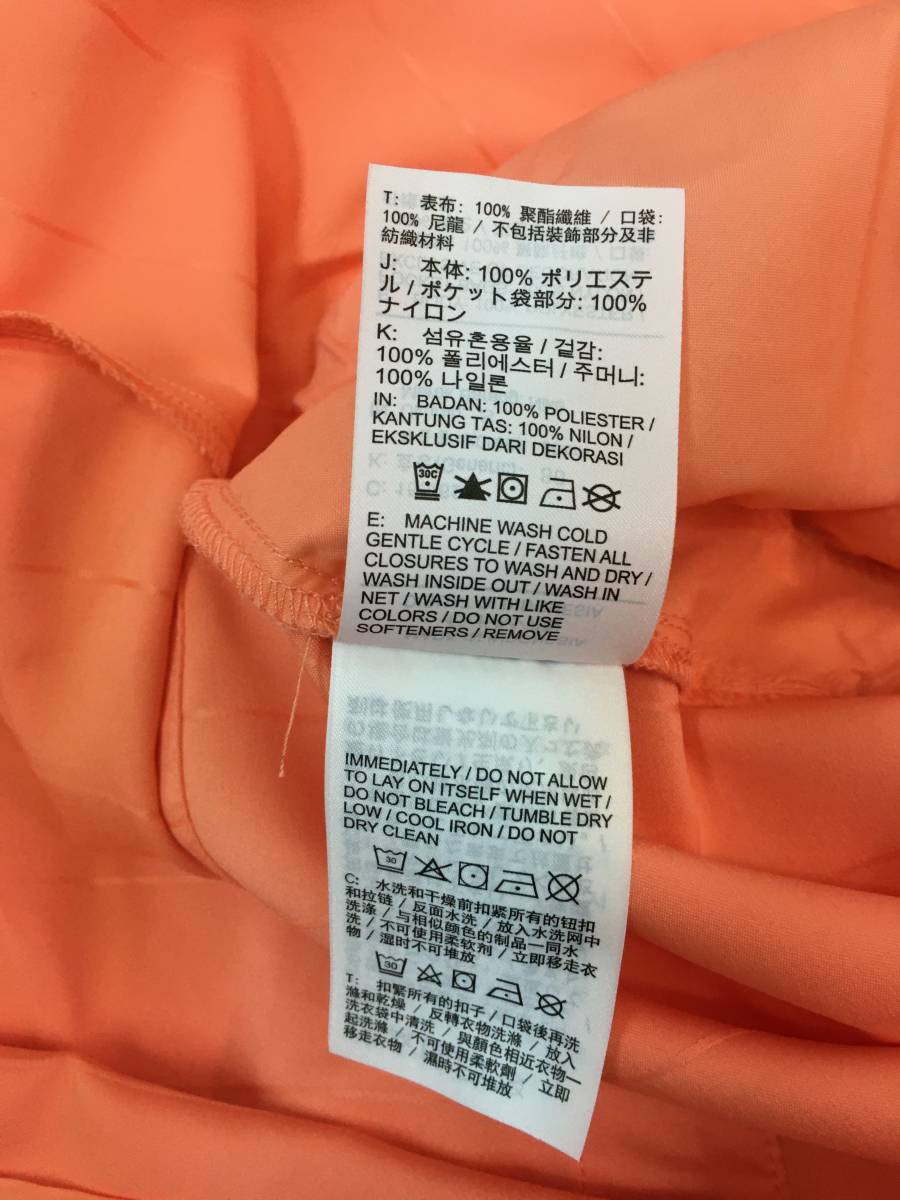 T: 表布: 100% 聚酯纖維 / 口袋:
100% 尼龍 / 不包括裝飾部分及非
紡織材料
J: 本体: 100% ポリエステ
ル / ポケット袋部分: 100%
ナイロン
K: 섬유혼용율 / 겉감:
100% 폴리에스터 / 주머니:
100% 나일론
IN: BADAN: 100% POLIESTER /
KANTUNG TAS: 100% NILON /
EKSKLUSIF DARI DEKORASI
30C
E: MACHINE WASH COLD
GENTLE CYCLE / FASTEN ALL
CLOSURES TO WASH AND DRY /
WASH INSIDE OUT / WASH IN
NET / WASH WITH LIKE
COLORS / DO NOT USE
SOFTENERS / REMOVE
IMMEDIATELY / DO NOT ALLOW
TO LAY ON ITSELF WHEN WET /
DO NOT BLEACH / TUMBLE DRY
LOW / COOL IRON / DO NOT
DRY CLEAN
30
C: 水洗和干燥前扣紧所有的钮扣
和拉链 / 反面水洗 / 放入水洗网中
洗涤 / 与相似颜色的制品一同水
洗 / 不可使用柔软剂 / 立即移走衣
物 / 湿时不可堆放
30
T: 扣緊所有的扣子 / 口袋後再洗
滌和乾燥 / 反轉衣物洗滌 / 放入
洗衣袋中清洗 / 與顏色相近衣物一
起洗滌 / 不可使用柔軟劑 / 立即
移走衣物 / 濕時不可堆放